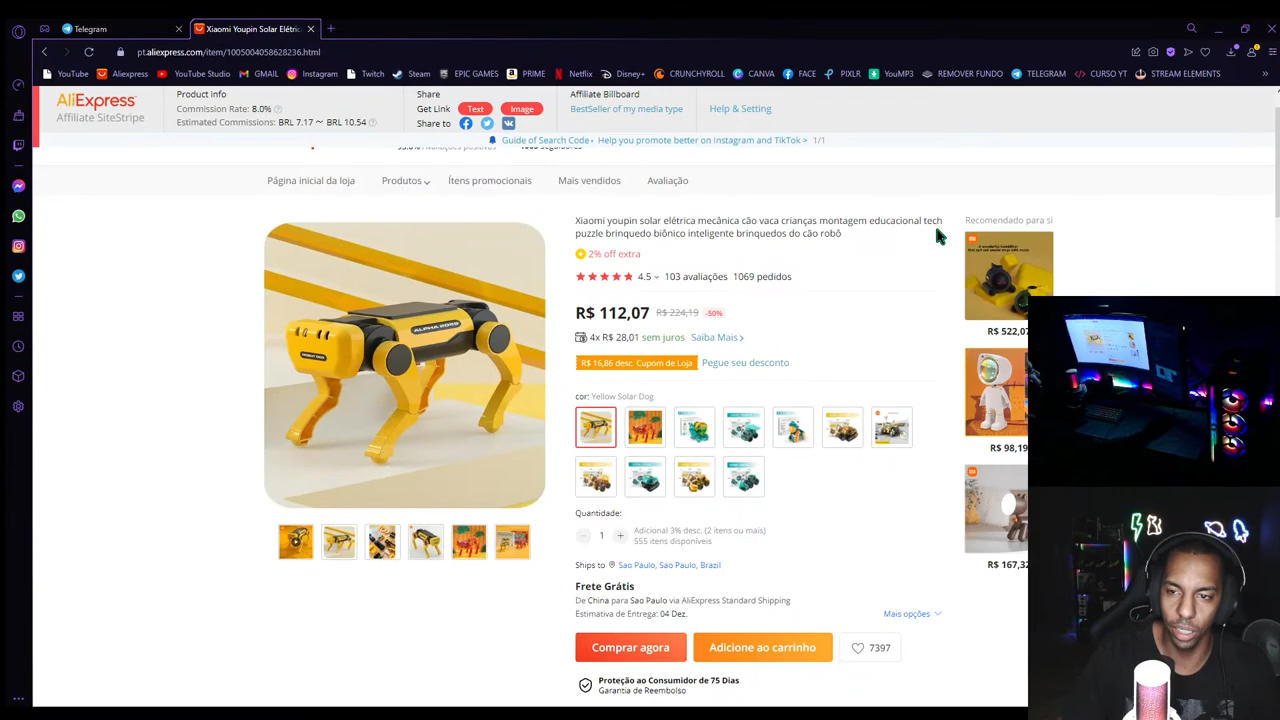 Telegram
Xiaomi Youpin Solar Elétric
pt.aliexpress.com/item/1005004058628236.html
YouTube
Aliexpress
YouTube Studio
GMAIL
Instagram
Twitch
Steam
EPIC GAMES
PRIME
Netflix
Disney+
CRUNCHYROLL
CANVA
FACE
PIXLR
YouMP3
REMOVER FUNDO
TELEGRAM
CURSO YT
STREAM ELEMENTS
AliExpress
Affiliate SiteStripe
Product info
Commission Rate: 8.0%
Estimated Commissions: BRL 7.17 ~ BRL 10.54
Share
Get Link Text Image
Share to
Affiliate Billboard
BestSeller of my media type
Help & Setting
Guide of Search Code
Help you promote better on Instagram and TikTok > 1/1
Página inicial da loja
Produtos
Ítens promocionais
Mais vendidos
Avaliação
Xiaomi youpin solar elétrica mecânica cão vaca crianças montagem educacional tech
puzzle brinquedo biônico inteligente brinquedos do cão robô
2% off extra
4.5 103 avaliações 1069 pedidos
R$ 112,07 R$ 224,19 -50%
4x R$ 28,01 sem juros Saiba Mais
R$ 16,86 desc. Cupom de Loja Pegue seu desconto
cor: Yellow Solar Dog
Quantidade:
1
Adicional 3% desc. (2 itens ou mais)
555 itens disponíveis
Ships to Sao Paulo, Sao Paulo, Brazil
Frete Grátis
De China para Sao Paulo via AliExpress Standard Shipping
Estimativa de Entrega: 04 Dez.
Mais opções
Comprar agora
Adicione ao carrinho
7397
Proteção ao Consumidor de 75 Dias
Garantia de Reembolso
ALPHA 2035
Recomendado para si
R$ 522,0
R$ 98,19
R$ 167,32